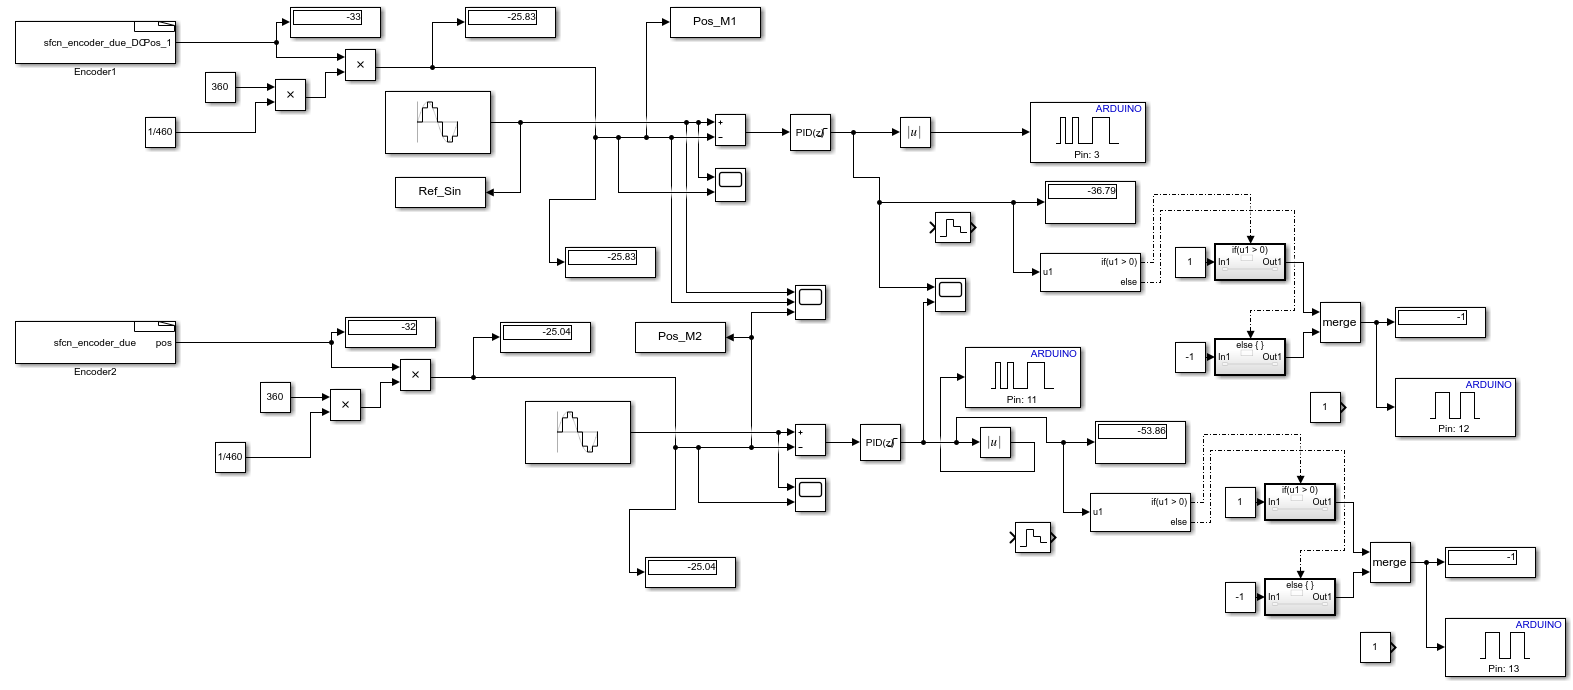 -33
-25.83
Pos_M1
sfcn_encoder_due_DC
Pos_1
Encoder1
×
360
×
1/460
ARDUINO
Pin: 3
+
−
PID(z)
|u|
Ref_Sin
-36.79
-25.83
if(u1 > 0)
u1
else
1
if(u1 > 0)
In1
Out1
merge
-1
-32
-25.04
Pos_M2
sfcn_encoder_due
pos
Encoder2
×
360
×
1/460
else { }
-1
In1
Out1
ARDUINO
Pin: 11
ARDUINO
Pin: 12
1
+
−
PID(z)
|u|
-53.86
if(u1 > 0)
u1
else
1
if(u1 > 0)
In1
Out1
merge
-1
-25.04
else { }
-1
In1
Out1
ARDUINO
Pin: 13
1